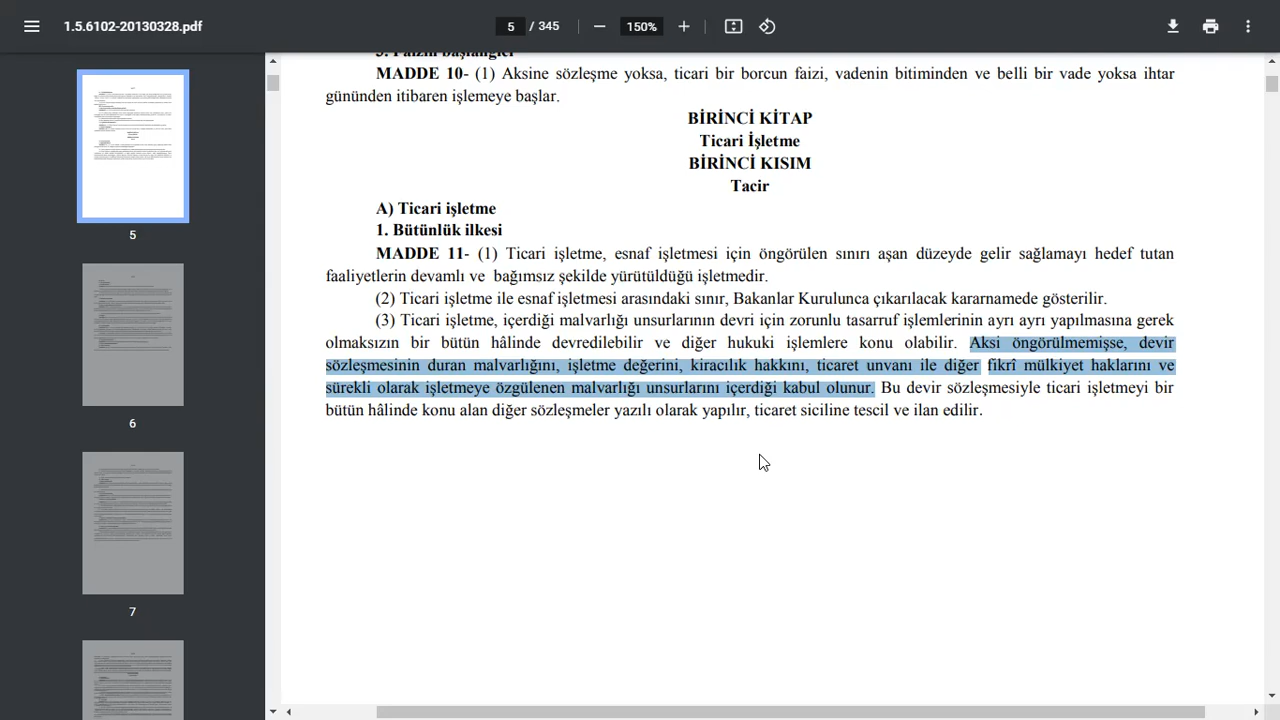 1.5.6102-20130328.pdf
5 / 345
150%
3. Faizin başlangıcı
MADDE 10- (1) Aksine sözleşme yoksa, ticari bir borcun faizi, vadenin bitiminden ve belli bir vade yoksa ihtar
gününden itibaren işlemeye başlar.
BİRİNCİ KİTAP
Ticari İşletme
BİRİNCİ KISIM
Tacir
A) Ticari işletme
1. Bütünlük ilkesi
MADDE 11- (1) Ticari işletme, esnaf işletmesi için öngörülen sınırı aşan düzeyde gelir sağlamayı hedef tutan
faaliyetlerin devamlı ve bağımsız şekilde yürütüldüğü işletmedir.
(2) Ticari işletme ile esnaf işletmesi arasındaki sınır, Bakanlar Kurulunca çıkarılacak kararnamede gösterilir.
(3) Ticari işletme, içerdiği malvarlığı unsurlarının devri için zorunlu tasarruf işlemlerinin ayrı ayrı yapılmasına gerek
olmaksızın bir bütün hâlinde devredilebilir ve diğer hukuki işlemlere konu olabilir. Aksi öngörülmemişse, devir
sözleşmesinin duran malvarlığını, işletme değerini, kiracılık hakkını, ticaret unvanı ile diğer fikrî mülkiyet haklarını ve
sürekli olarak işletmeye özgülenen malvarlığı unsurlarını içerdiği kabul olunur. Bu devir sözleşmesiyle ticari işletmeyi bir
bütün hâlinde konu alan diğer sözleşmeler yazılı olarak yapılır, ticaret siciline tescil ve ilan edilir.
5
6
7